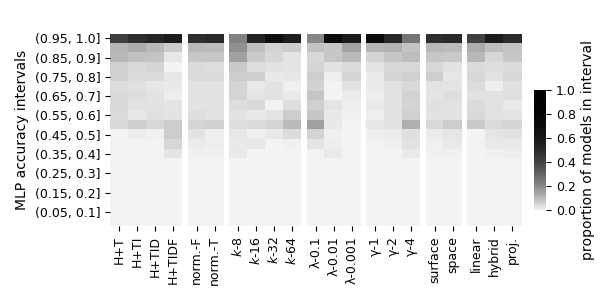 MLP accuracy intervals
(0.95, 1.0]
(0.85, 0.9]
(0.75, 0.8]
(0.65, 0.7]
(0.55, 0.6]
(0.45, 0.5]
(0.35, 0.4]
(0.25, 0.3]
(0.15, 0.2]
(0.05, 0.1]
H+T
H+TI
H+TID
H+TIDF
norm.-F
norm.-T
k-8
k-16
k-32
k-64
λ-0.1
λ-0.01
λ-0.001
γ-1
γ-2
γ-4
surface
space
linear
hybrid
proj.
1.0
0.8
0.6
0.4
0.2
0.0
proportion of models in interval